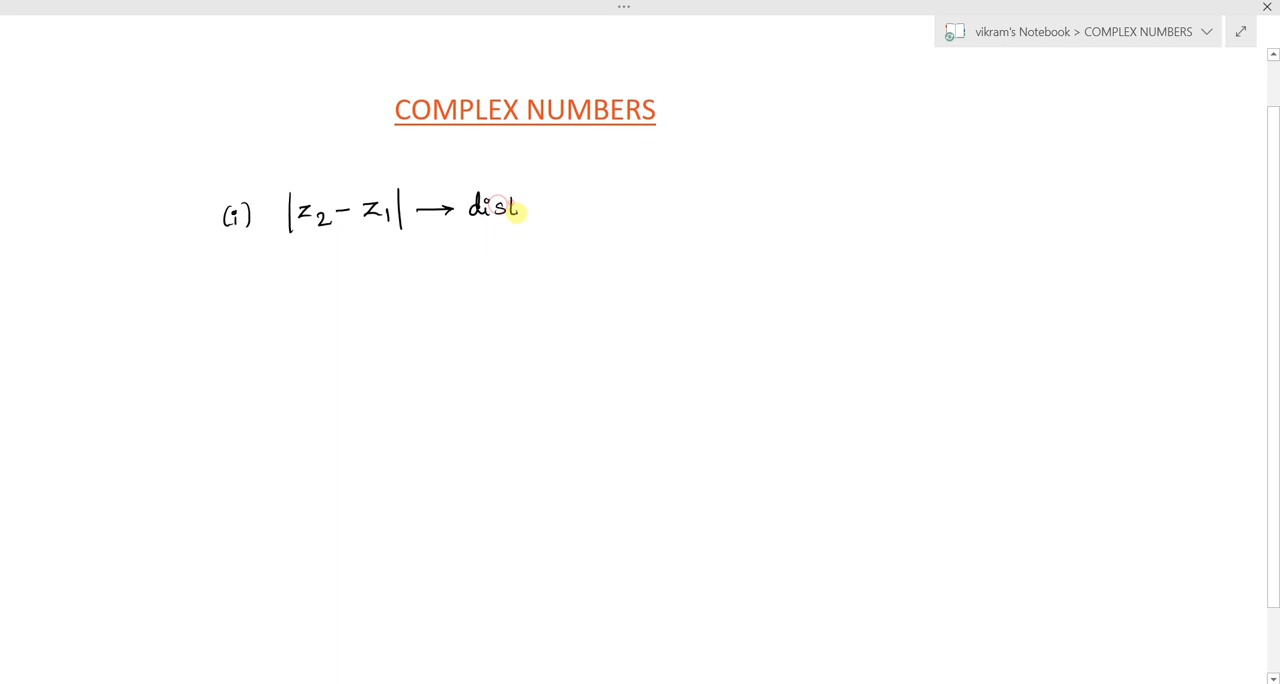 vikram's Notebook > COMPLEX NUMBERS
COMPLEX NUMBERS
(i) |z₂ - z₁| → dist